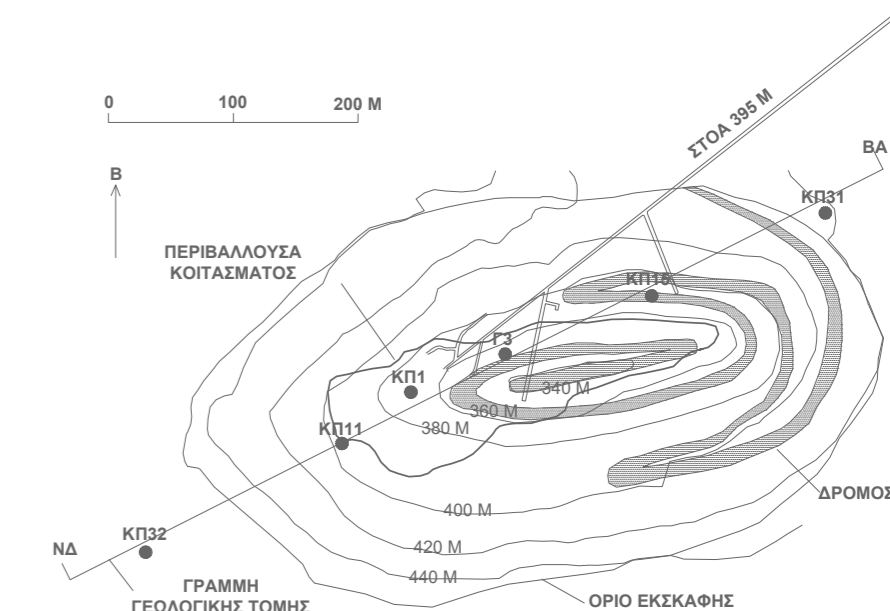 0 100 200 Μ
ΣΤΟΑ 395 Μ
ΒΑ
Β
ΚΠ31
ΠΕΡΙΒΑΛΛΟΥΣΑ
ΚΟΙΤΑΣΜΑΤΟΣ
ΚΠ15
Γ3
ΚΠ1
340 Μ
360 Μ
380 Μ
ΚΠ11
ΔΡΟΜΟΣ
400 Μ
ΚΠ32
ΝΔ
420 Μ
440 Μ
ΓΡΑΜΜΗ
ΓΕΩΛΟΓΙΚΗΣ ΤΟΜΗΣ
ΟΡΙΟ ΕΚΣΚΑΦΗΣ